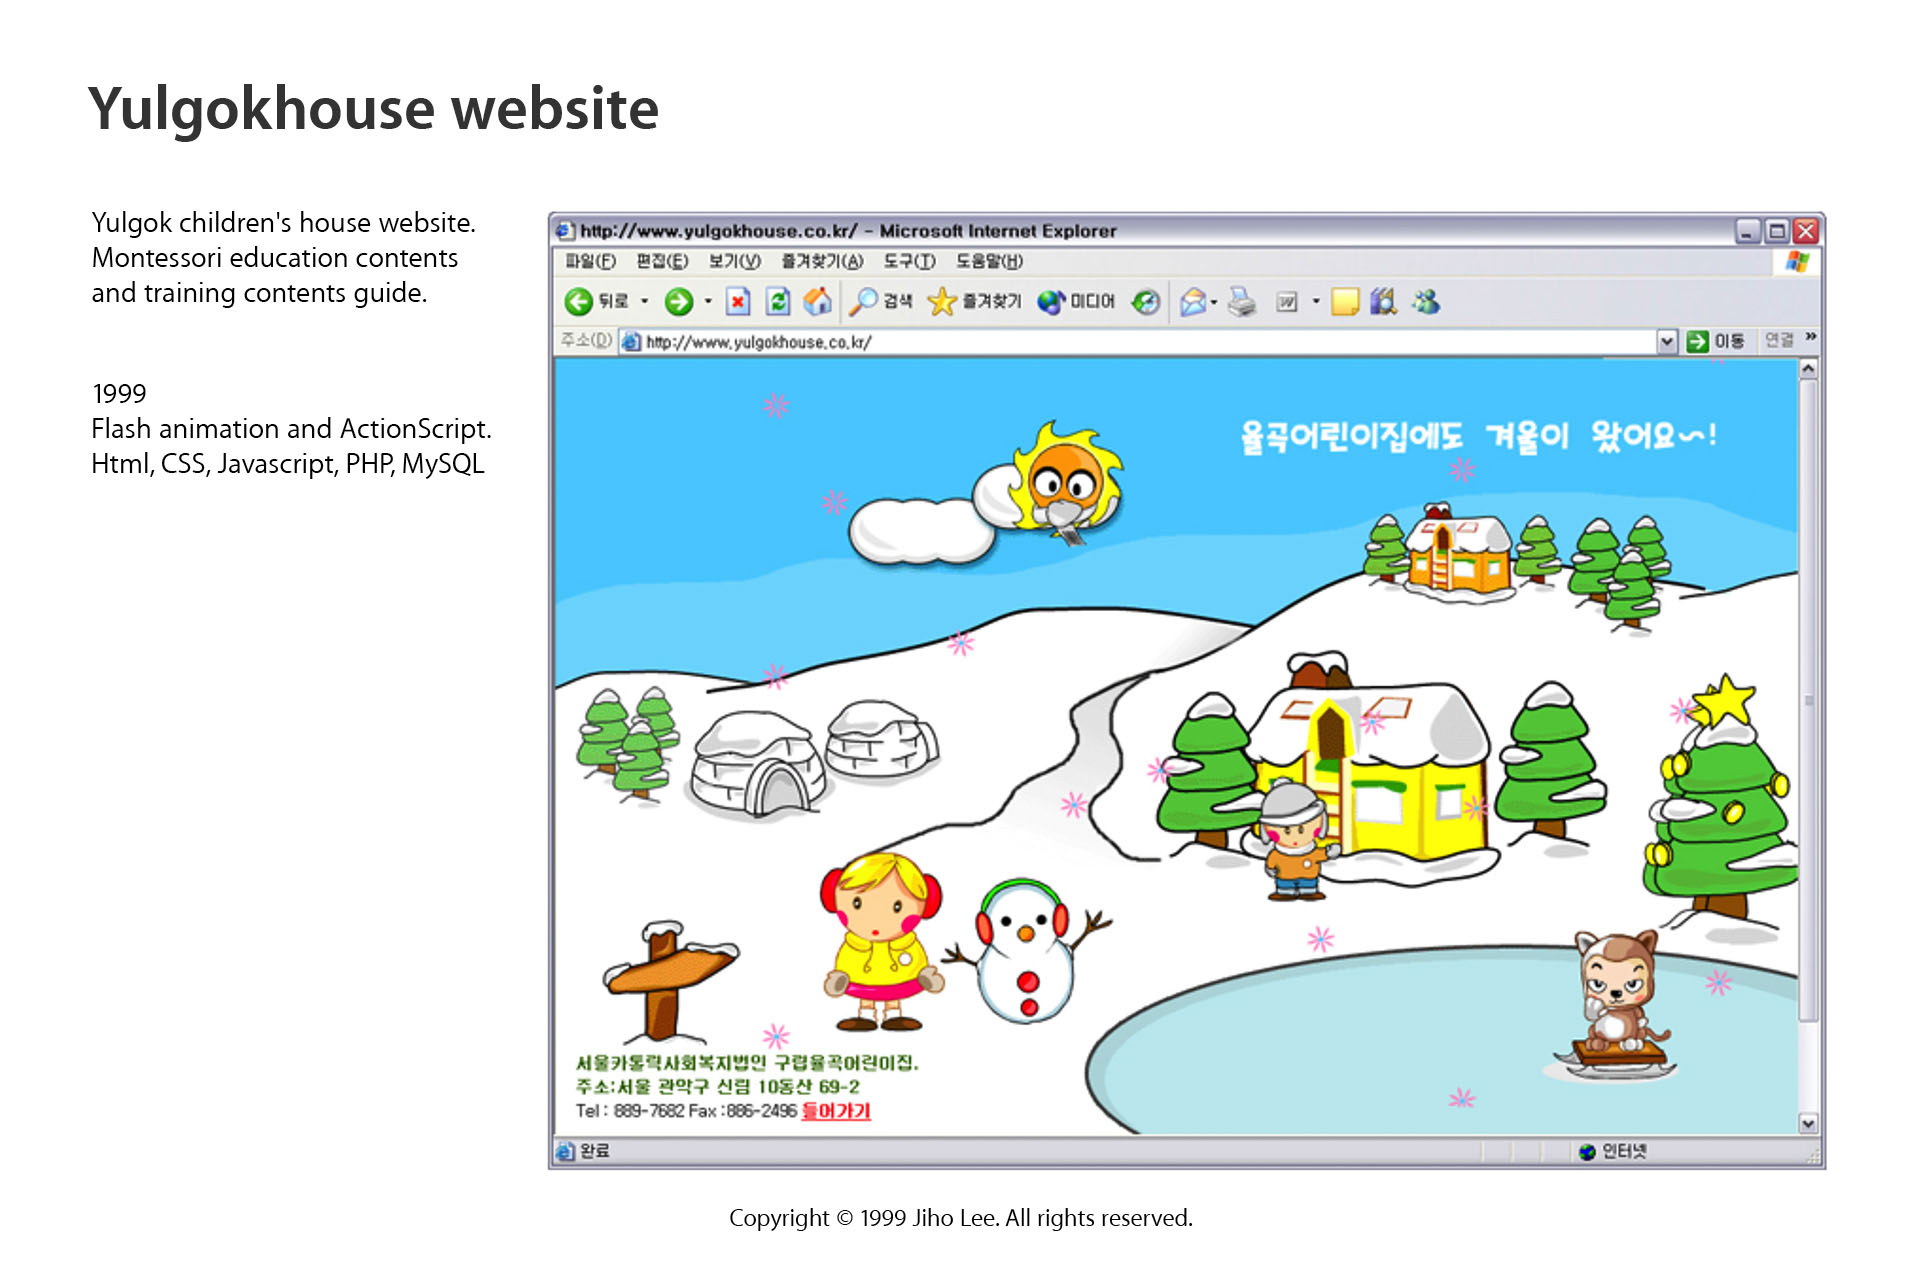 Yulgokhouse website
Yulgok children's house website.
Montessori education contents
and training contents guide.
1999
Flash animation and ActionScript.
Html, CSS, Javascript, PHP, MySQL
http://www.yulgokhouse.co.kr/ - Microsoft Internet Explorer
파일(F) 편집(E) 보기(V) 즐겨찾기(A) 도구(T) 도움말(H)
뒤로 검색 즐겨찾기 미디어
주소(D) http://www.yulgokhouse.co.kr/ 이동 연결 »
율곡어린이집에도 겨울이 왔어요~!
서울카톨릭사회복지법인 구립율곡어린이집.
주소:서울 관악구 신림 10동산 69-2
Tel : 889-7682 Fax :886-2496 들어가기
완료 인터넷
Copyright © 1999 Jiho Lee. All rights reserved.